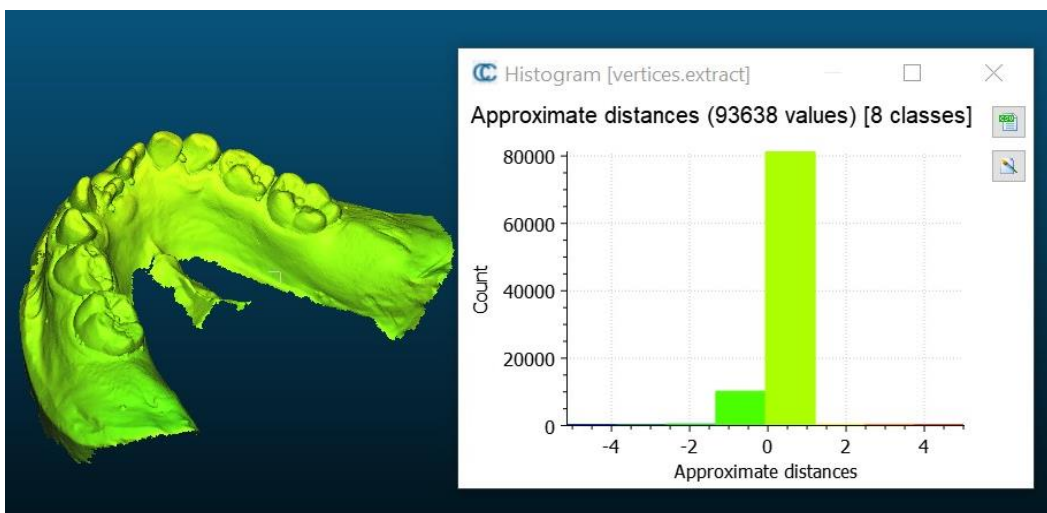 Histogram [vertices.extract]
Approximate distances (93638 values) [8 classes]
CSV
80000
60000
40000
20000
0
Count
-4 -2 0 2 4
Approximate distances